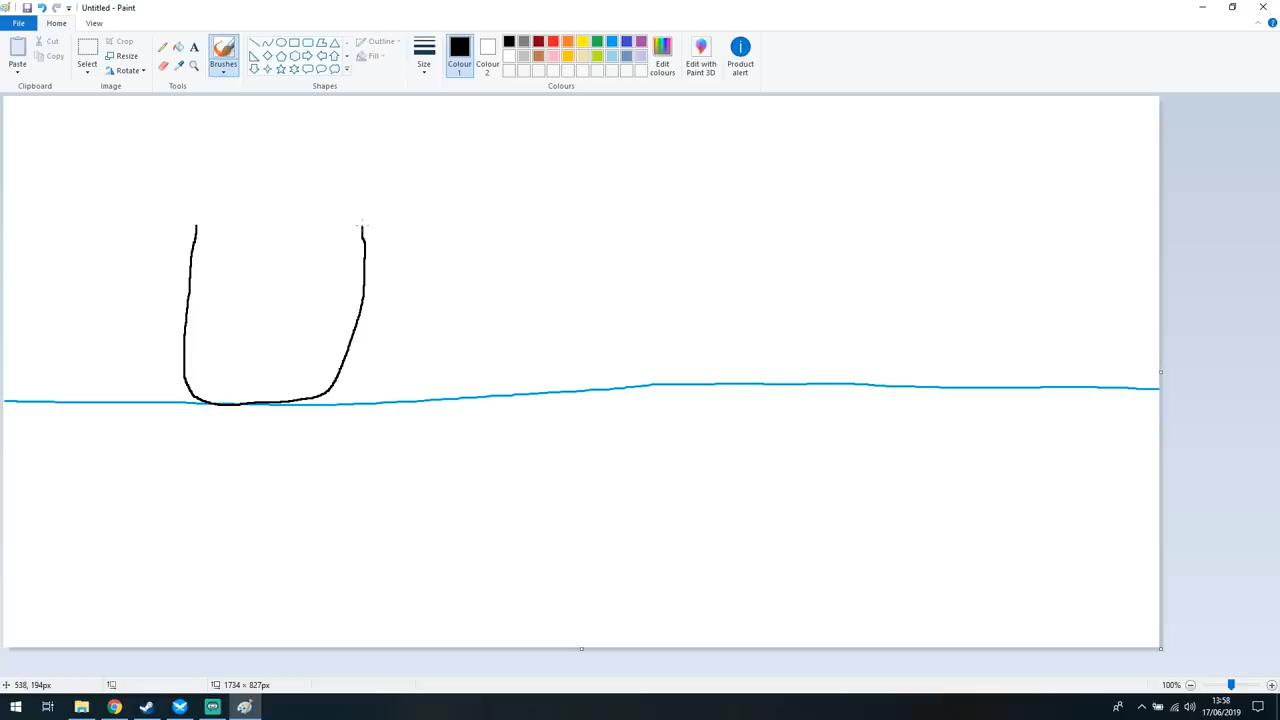 Untitled - Paint
File Home View
Paste
Cut
Copy
Clipboard
Select
Crop
Resize
Rotate
Image
A
Tools
Brushes
Outline
Fill
Shapes
Size
Colour 1
Colour 2
Colours
Edit colours
Edit with Paint 3D
Product alert
538, 194px
1734 × 827px
100%
13:58
17/06/2019